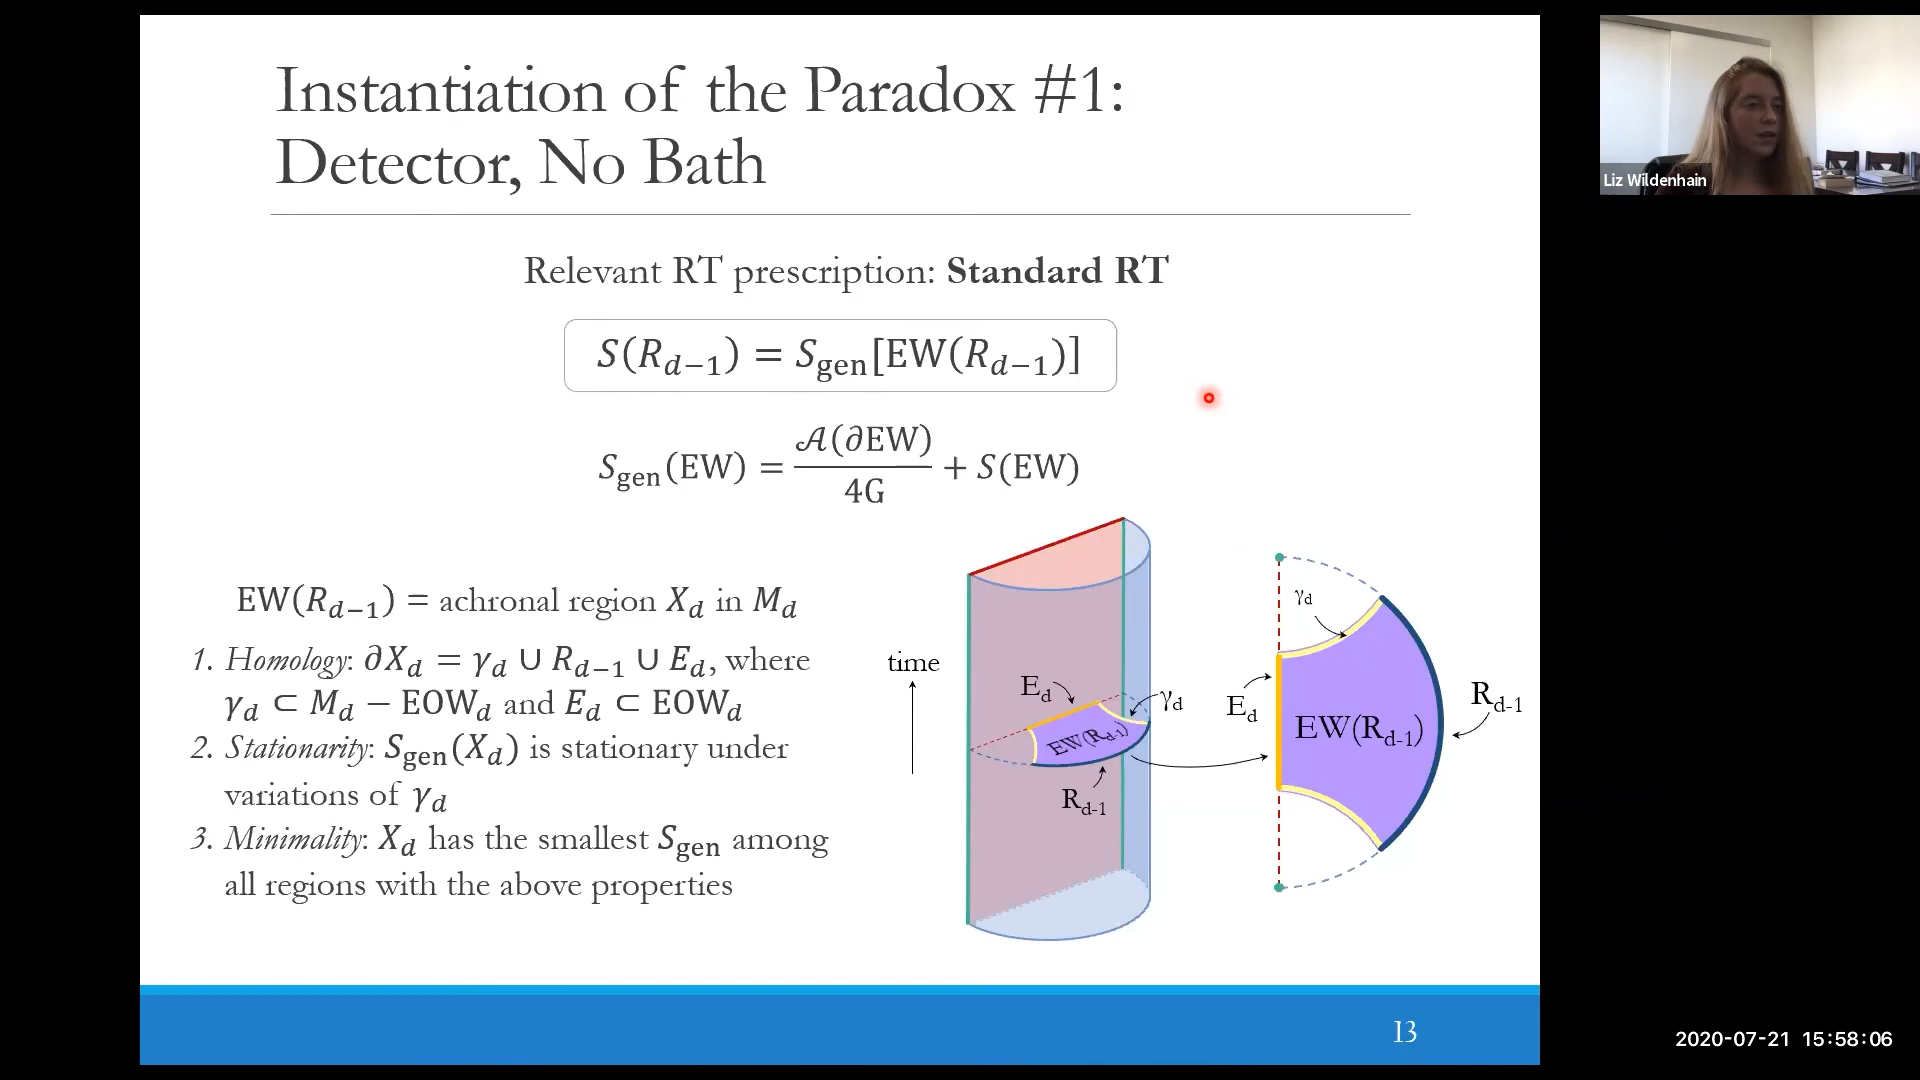 Instantiation of the Paradox #1:
Detector, No Bath
Relevant RT prescription: Standard RT
S(R_{d−1}) = S_gen[EW(R_{d−1})]
S_gen(EW) = 𝒜(∂EW)/4G + S(EW)
EW(R_{d−1}) = achronal region X_d in M_d
1. Homology: ∂X_d = γ_d ∪ R_{d−1} ∪ E_d, where
γ_d ⊂ M_d − EOW_d and E_d ⊂ EOW_d
2. Stationarity: S_gen(X_d) is stationary under
variations of γ_d
3. Minimality: X_d has the smallest S_gen among
all regions with the above properties
time
E_d
γ_d
EW(R_{d-1})
R_{d-1}
γ_d
E_d
EW(R_{d-1})
R_{d-1}
13
Liz Wildenhain
2020-07-21 15:58:06